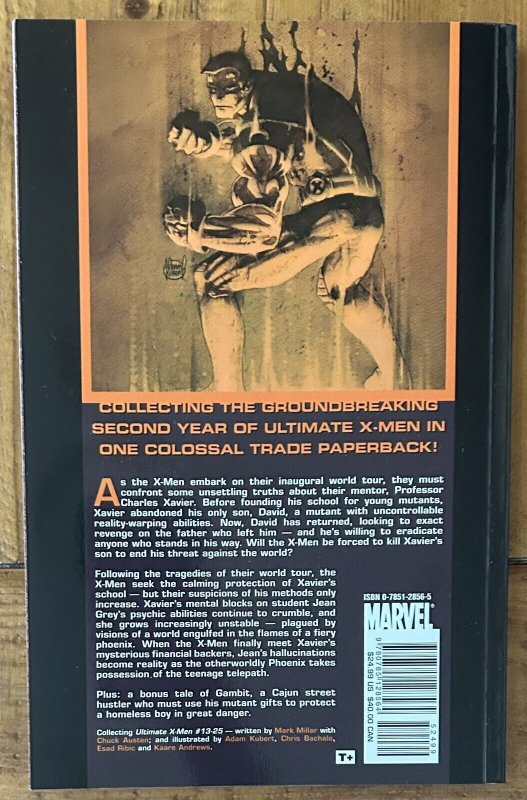 COLLECTING THE GROUNDBREAKING
SECOND YEAR OF ULTIMATE X-MEN IN
ONE COLOSSAL TRADE PAPERBACK!
As the X-Men embark on their inaugural world tour, they must
confront some unsettling truths about their mentor, Professor
Charles Xavier. Before founding his school for young mutants,
Xavier abandoned his only son, David, a mutant with uncontrollable
reality-warping abilities. Now, David has returned, looking to exact
revenge on the father who left him — and he's willing to eradicate
anyone who stands in his way. Will the X-Men be forced to kill Xavier's
son to end his threat against the world?
Following the tragedies of their world tour, the
X-Men seek the calming protection of Xavier's
school — but their suspicions of his methods only
increase. Xavier's mental blocks on student Jean
Grey's psychic abilities continue to crumble, and
she grows increasingly unstable — plagued by
visions of a world engulfed in the flames of a fiery
phoenix. When the X-Men finally meet Xavier's
mysterious financial backers, Jean's hallucinations
become reality as the otherworldly Phoenix takes
possession of the teenage telepath.
Plus: a bonus tale of Gambit, a Cajun street
hustler who must use his mutant gifts to protect
a homeless boy in great danger.
Collecting Ultimate X-Men #13-25 — written by Mark Millar with
Chuck Austen; and illustrated by Adam Kubert, Chris Bachalo,
Esad Ribic and Kaare Andrews.
T+
ISBN 0-7851-2856-5
MARVEL
9780785128564
$24.99 US $40.00 CAN
52499